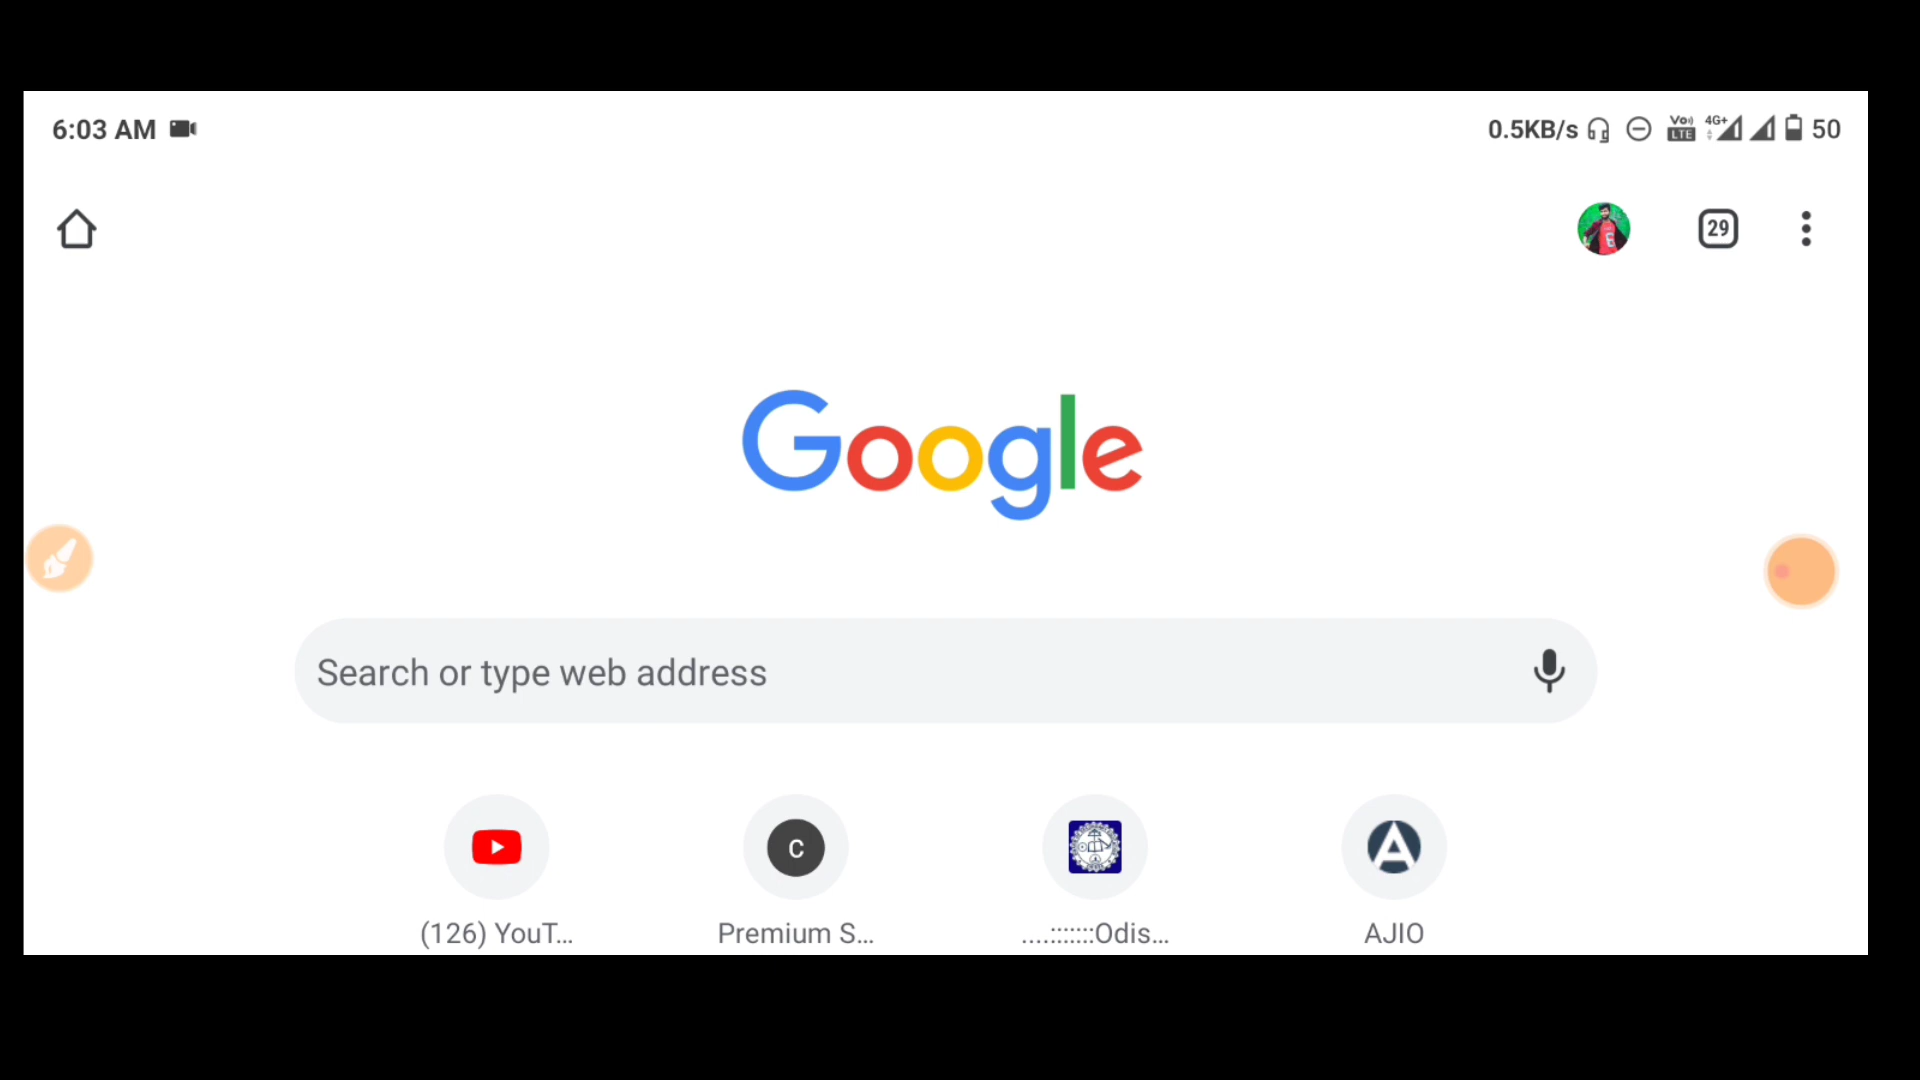 6:03 AM
0.5KB/s Vo) LTE 4G+ 50
29
Google
Search or type web address
C
(126) YouT...
Premium S...
....:::::::Odis...
AJIO